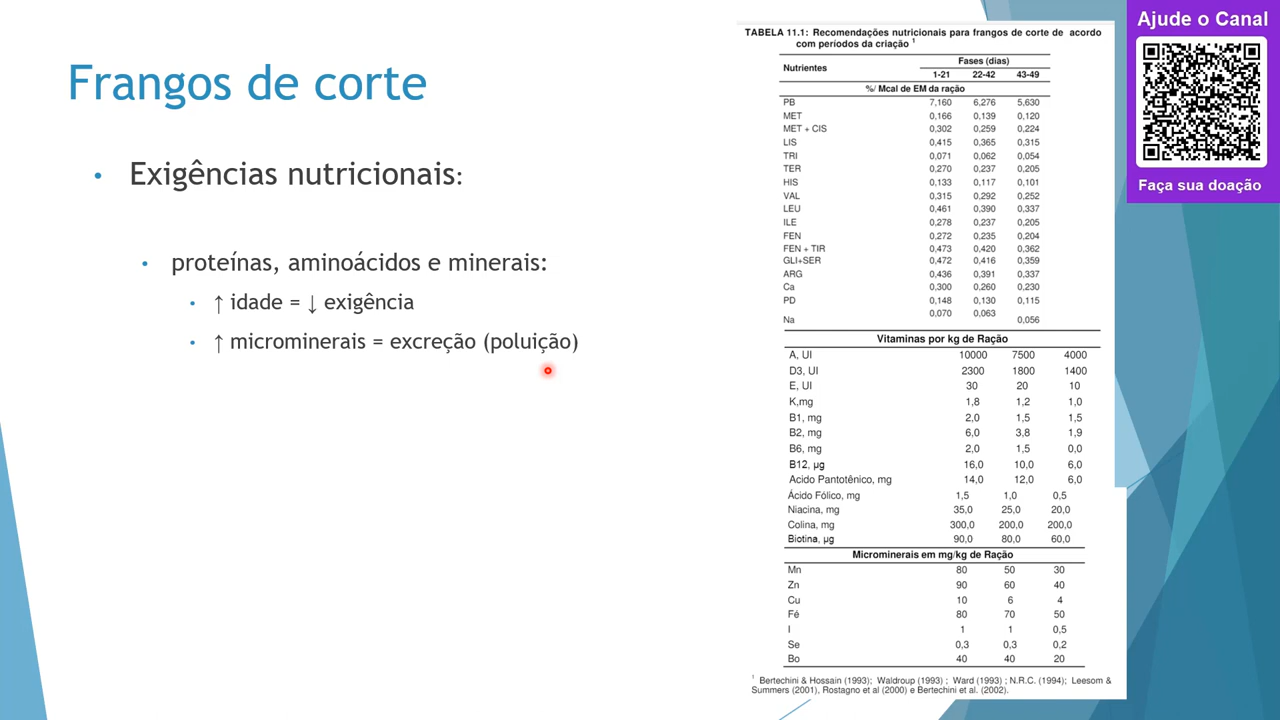 Frangos de corte
• Exigências nutricionais:
• proteínas, aminoácidos e minerais:
• ↑ idade = ↓ exigência
• ↑ microminerais = excreção (poluição)
TABELA 11.1: Recomendações nutricionais para frangos de corte de acordo
com períodos da criação ¹
Nutrientes Fases (dias)
1-21 22-42 43-49
%/ Mcal de EM da ração
PB 7,160 6,276 5,630
MET 0,166 0,139 0,120
MET + CIS 0,302 0,259 0,224
LIS 0,415 0,365 0,315
TRI 0,071 0,062 0,054
TER 0,270 0,237 0,205
HIS 0,133 0,117 0,101
VAL 0,315 0,292 0,252
LEU 0,461 0,390 0,337
ILE 0,278 0,237 0,205
FEN 0,272 0,235 0,204
FEN + TIR 0,473 0,420 0,362
GLI+SER 0,472 0,416 0,359
ARG 0,436 0,391 0,337
Ca 0,300 0,260 0,230
PD 0,148 0,130 0,115
Na 0,070 0,063 0,056
Vitaminas por kg de Ração
A, UI 10000 7500 4000
D3, UI 2300 1800 1400
E, UI 30 20 10
K,mg 1,8 1,2 1,0
B1, mg 2,0 1,5 1,5
B2, mg 6,0 3,8 1,9
B6, mg 2,0 1,5 0,0
B12, µg 16,0 10,0 6,0
Acido Pantotênico, mg 14,0 12,0 6,0
Ácido Fólico, mg 1,5 1,0 0,5
Niacina, mg 35,0 25,0 20,0
Colina, mg 300,0 200,0 200,0
Biotina, µg 90,0 80,0 60,0
Microminerais em mg/kg de Ração
Mn 80 50 30
Zn 90 60 40
Cu 10 6 4
Fé 80 70 50
I 1 1 0,5
Se 0,3 0,3 0,2
Bo 40 40 20
¹ Bertechini & Hossain (1993); Waldroup (1993) ; Ward (1993) ; N.R.C. (1994); Leesom &
Summers (2001), Rostagno et al (2000) e Bertechini et al. (2002).
Ajude o Canal
Faça sua doação